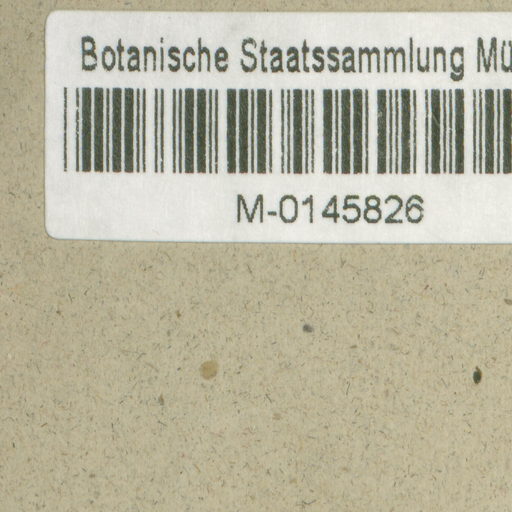 Botanische Staatssammlung Mü
M-0145826